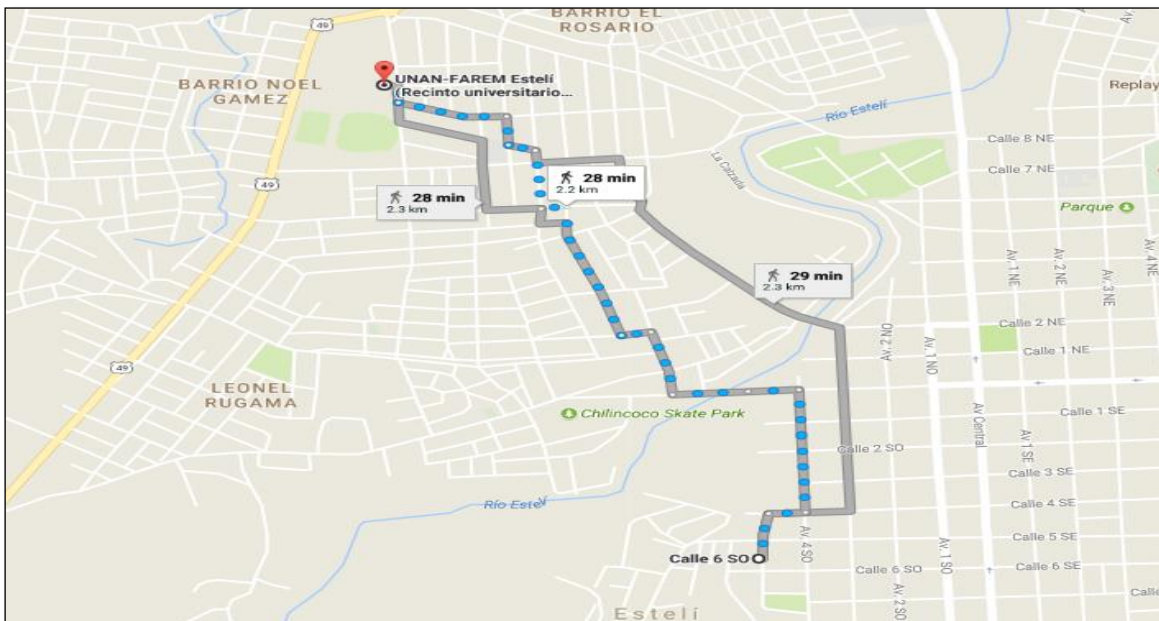 BARRIO EL
ROSARIO
49
UNAN-FAREM Estelí
(Recinto universitario...
BARRIO NOEL
GAMEZ
Replay
Río Estelí
Calle 8 NE
La Calzada
Calle 7 NE
49
28 min
2.2 km
28 min
2.3 km
Parque
Av. 1 NE
Av. 2 NE
Av. 3 NE
Av. 4 NE
29 min
2.3 km
Calle 2 NE
Av. 2 NO
Av. 1 NO
Calle 1 NE
49
LEONEL
RUGAMA
Chilincoco Skate Park
Calle 1 SE
Av Central
Av 1 SE
Calle 2 SO
Calle 3 SE
Río Estelí
Calle 4 SE
Av. 4 SO
Calle 5 SE
Av. 1 SO
Calle 6 SO
Calle 6 SO
Calle 6 SE
Av. 2 SO
Calle
Estelí